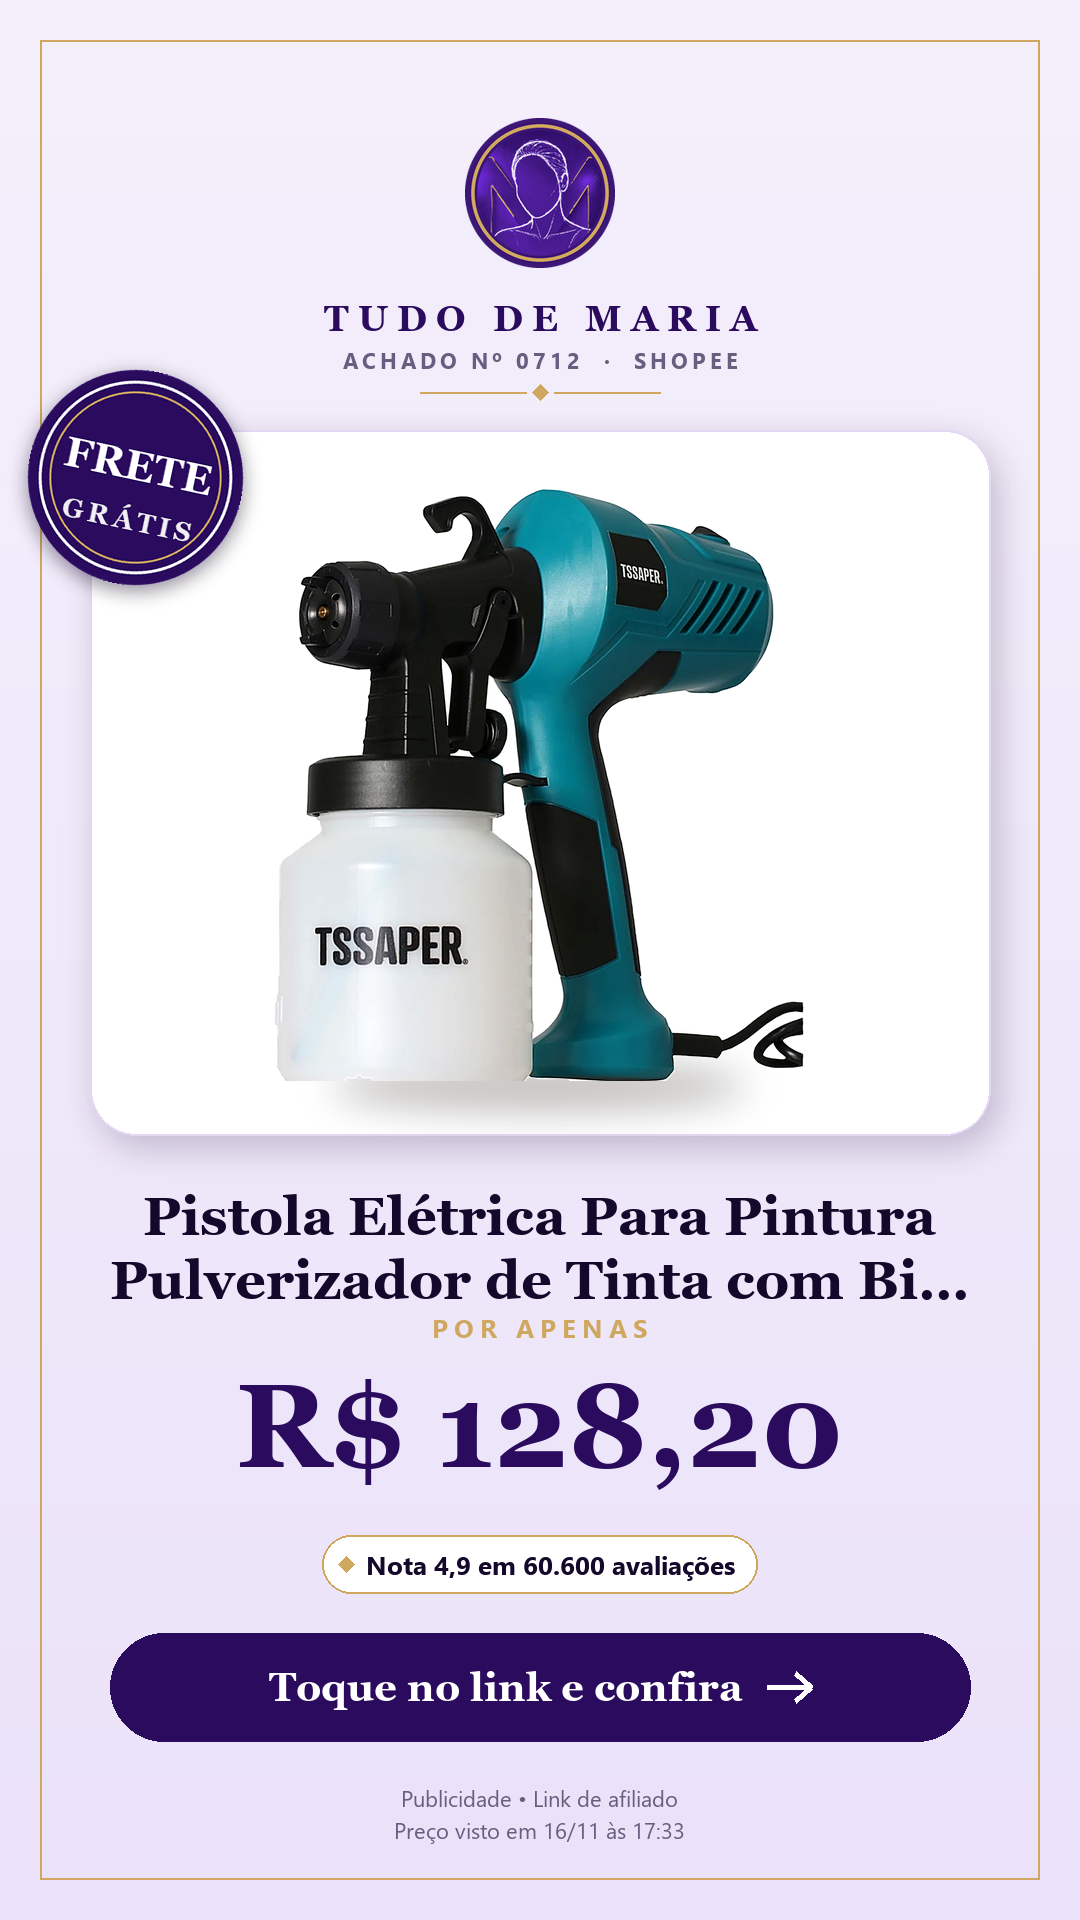 TUDO DE MARIA
ACHADO Nº 0712 · SHOPEE
FRETE
GRÁTIS
TSSAPER.
TSSAPER.
Pistola Elétrica Para Pintura
Pulverizador de Tinta com Bi...
POR APENAS
R$ 128,20
Nota 4,9 em 60.600 avaliações
Toque no link e confira →
Publicidade • Link de afiliado
Preço visto em 16/11 às 17:33